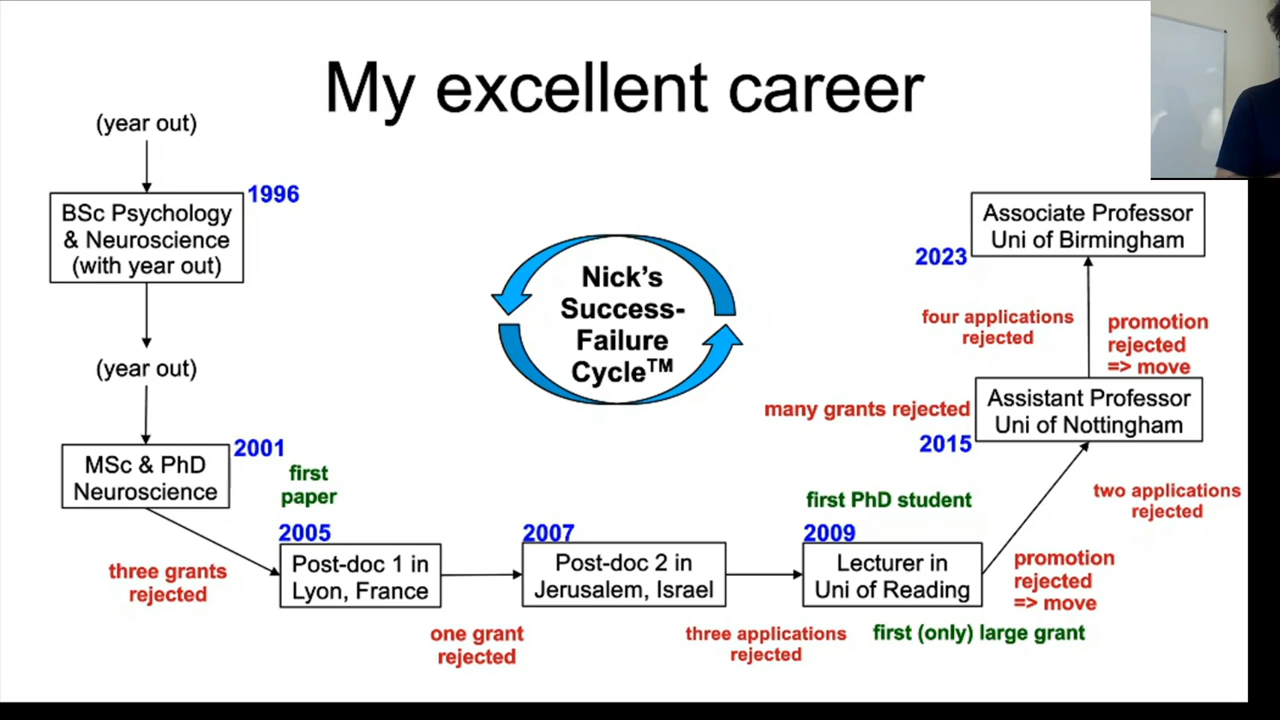 My excellent career
(year out)
1996
BSc Psychology
& Neuroscience
(with year out)
(year out)
2001
MSc & PhD
Neuroscience
three grants
rejected
first
paper
2005
Post-doc 1 in
Lyon, France
one grant
rejected
2007
Post-doc 2 in
Jerusalem, Israel
three applications
rejected
first PhD student
2009
Lecturer in
Uni of Reading
first (only) large grant
promotion
rejected
=> move
two applications
rejected
many grants rejected
2015
Assistant Professor
Uni of Nottingham
four applications
rejected
promotion
rejected
=> move
2023
Associate Professor
Uni of Birmingham
Nick's
Success-
Failure
Cycle™